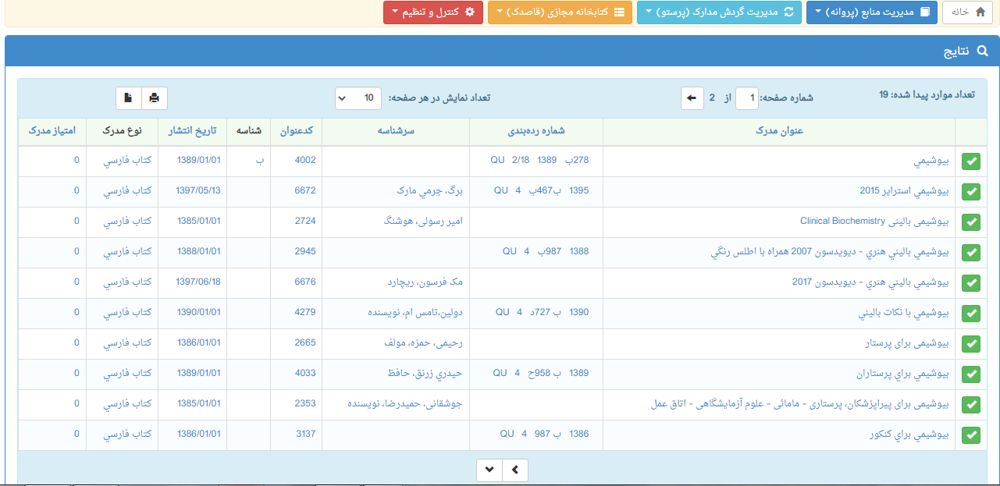 خانه مدیریت منابع (پروانه) مدیریت گردش مدارک (پرستو) کتابخانه مجازی (قاصدک) کنترل و تنظیم
نتایج
تعداد موارد پیدا شده: 19 شماره صفحه: 1 از 2 تعداد نمایش در هر صفحه: 10
عنوان مدرک شماره رده‌بندی سرشناسه کدعنوان شناسه تاریخ انتشار نوع مدرک امتیاز مدرک
بيوشيمي QU 2/18 1389 ب278 4002 ب 1389/01/01 کتاب فارسي 0
بيوشيمي استراير 2015 QU 4 ب467ب 1395 برگ، جرمي مارک 6672 1397/05/13 کتاب فارسي 0
بیوشیمی بالینی Clinical Biochemistry امیر رسولی، هوشنگ 2724 1385/01/01 کتاب فارسي 0
بيوشيمي باليني هنري - ديويدسون 2007 همراه با اطلس رنگي QU 4 ب987 1388 2945 1388/01/01 کتاب فارسي 0
بيوشيمي باليني هنري - ديويدسون 2017 مک فرسون، ریچارد 6676 1397/06/18 کتاب فارسي 0
بيوشيمي با نکات باليني QU 4 د727 ب 1390 دولین،تامس ام، نویسنده 4279 1390/01/01 کتاب فارسي 0
بیوشیمی برای پرستار رحیمی، حمزه، مولف 2665 1386/01/01 کتاب فارسي 0
بيوشيمي براي پرستاران QU 4 ح958 ب 1389 حيدري زرنق، حافظ 4033 1389/01/01 کتاب فارسي 0
بیوشیمی برای پیراپزشکان، پرستاری - مامائی - علوم آزمایشگاهی - اتاق عمل جوشقانی، حمیدرضا، نویسنده 2353 1385/01/01 کتاب فارسي 0
بيوشيمي براي کنکور QU 4 987 ب 1386 3137 1386/01/01 کتاب فارسي 0